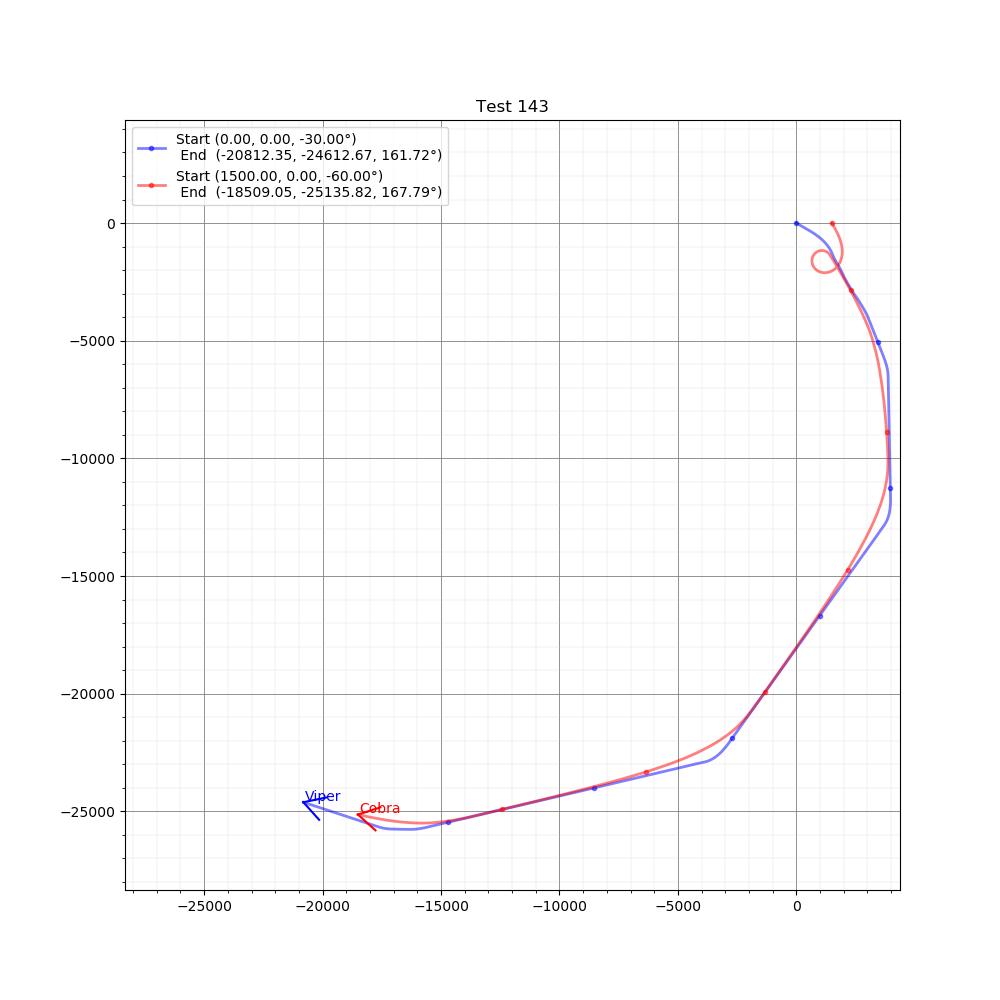 Test 143
Start (0.00, 0.00, -30.00°)
End (-20812.35, -24612.67, 161.72°)
Start (1500.00, 0.00, -60.00°)
End (-18509.05, -25135.82, 167.79°)
0
−5000
−10000
−15000
−20000
−25000
Viper
Cobra
−25000 −20000 −15000 −10000 −5000 0